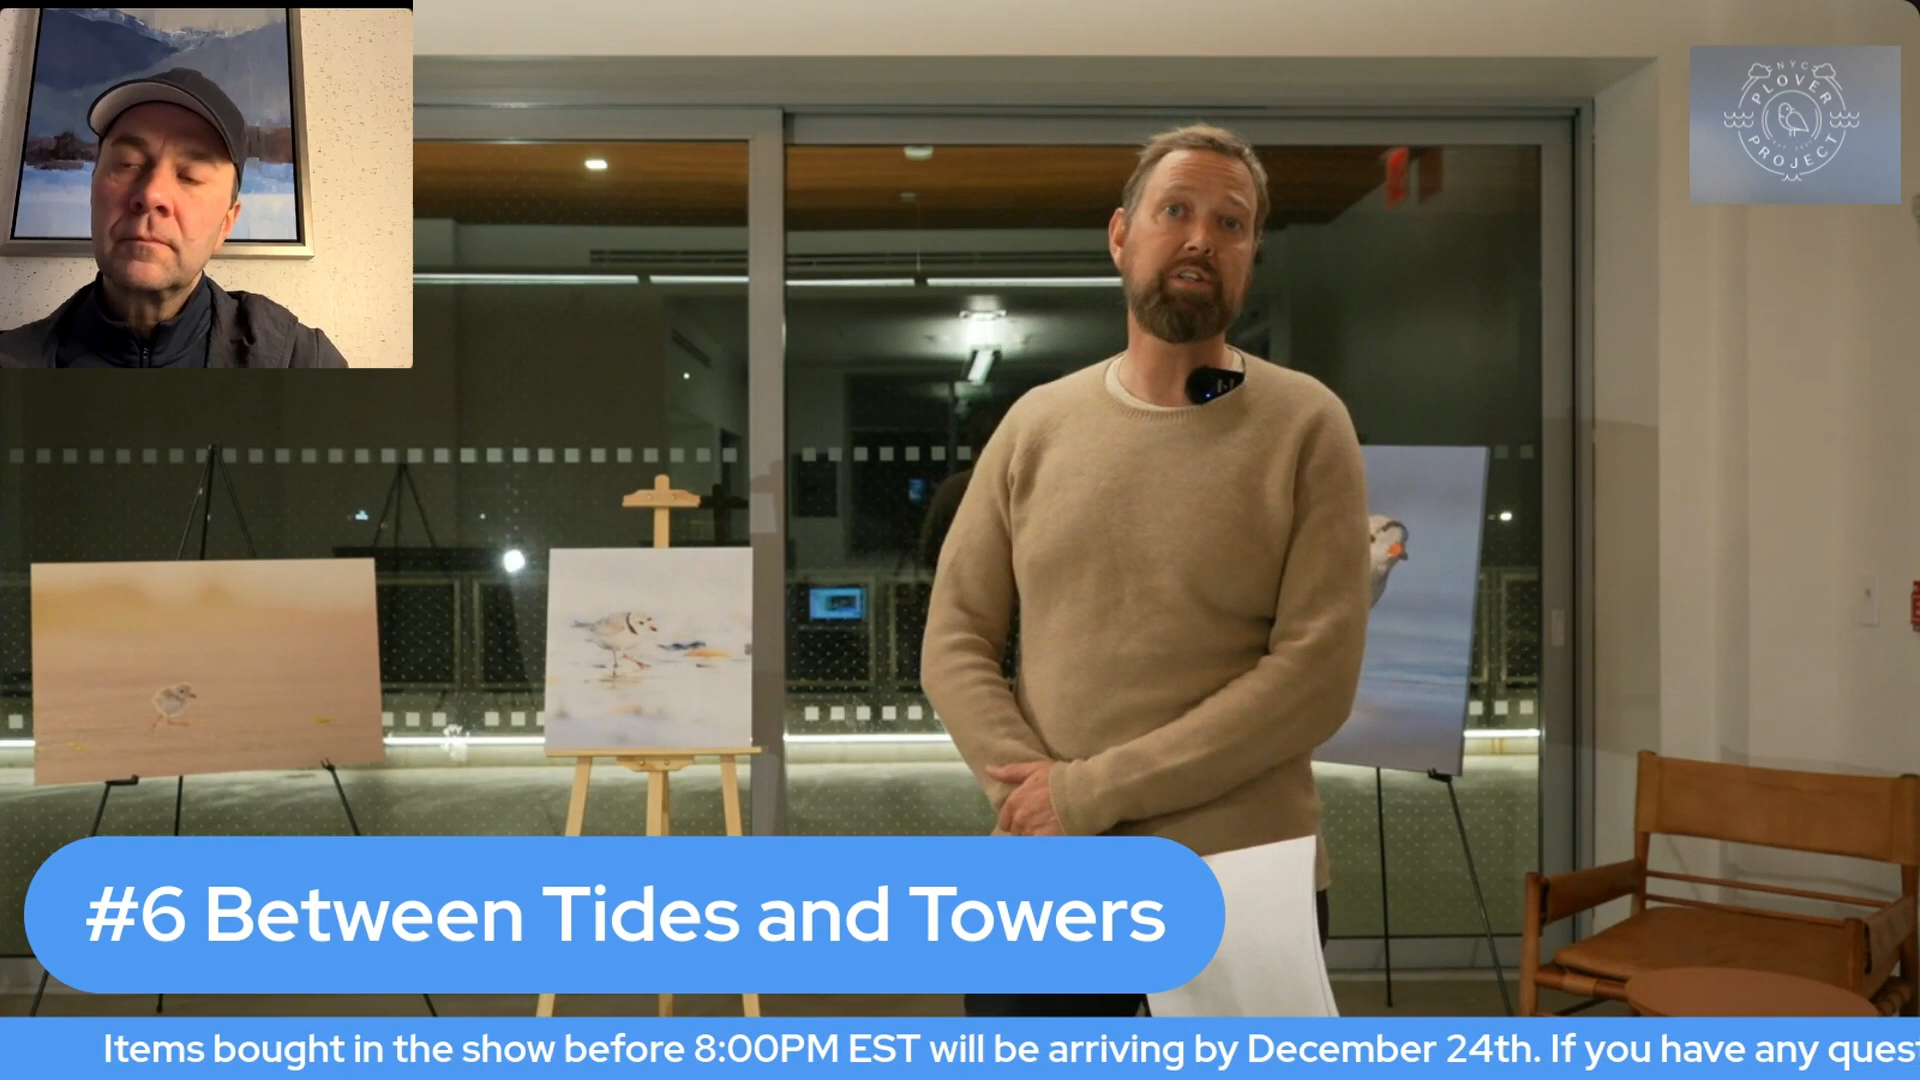 NYC
PLOVER
PROJECT
#6 Between Tides and Towers
Items bought in the show before 8:00PM EST will be arriving by December 24th. If you have any quest